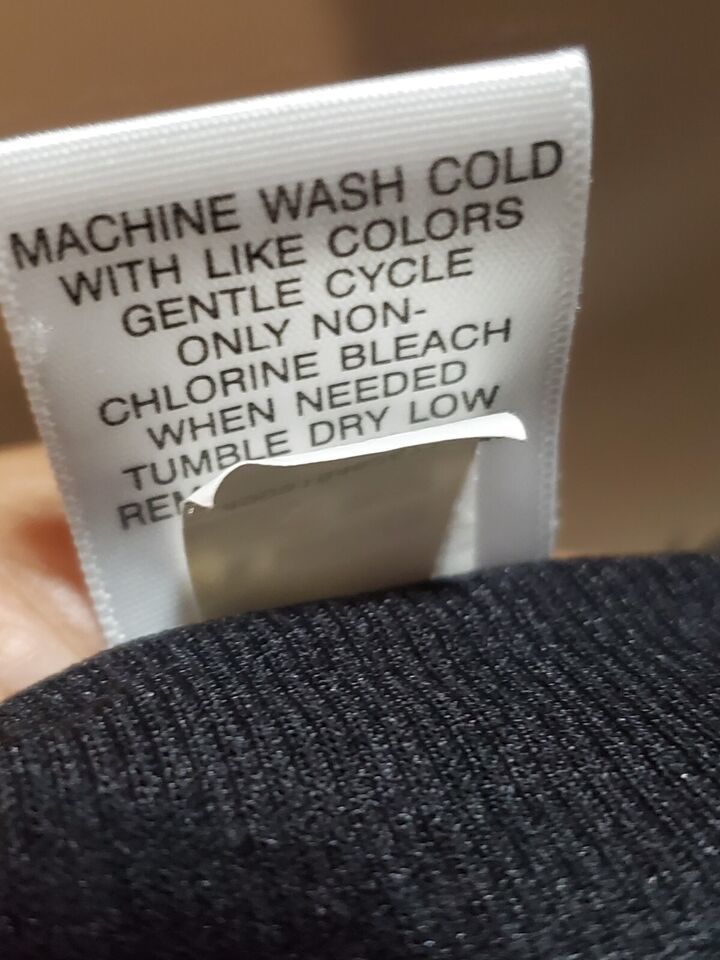 MACHINE WASH COLD
WITH LIKE COLORS
GENTLE CYCLE
ONLY NON-
CHLORINE BLEACH
WHEN NEEDED
TUMBLE DRY LOW